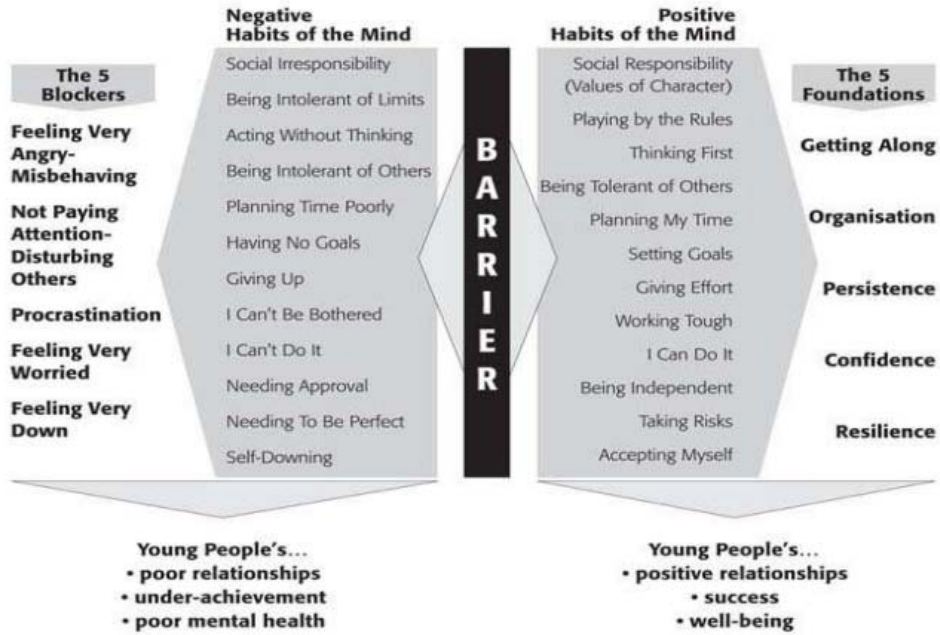 Negative
Habits of the Mind
Positive
Habits of the Mind
The 5
Blockers
Feeling Very
Angry-
Misbehaving
Not Paying
Attention-
Disturbing
Others
Procrastination
Feeling Very
Worried
Feeling Very
Down
Social Irresponsibility
Being Intolerant of Limits
Acting Without Thinking
Being Intolerant of Others
Planning Time Poorly
Having No Goals
Giving Up
I Can't Be Bothered
I Can't Do It
Needing Approval
Needing To Be Perfect
Self-Downing
BARRIER
Social Responsibility
(Values of Character)
Playing by the Rules
Thinking First
Being Tolerant of Others
Planning My Time
Setting Goals
Giving Effort
Working Tough
I Can Do It
Being Independent
Taking Risks
Accepting Myself
The 5
Foundations
Getting Along
Organisation
Persistence
Confidence
Resilience
Young People's...
• poor relationships
• under-achievement
• poor mental health
Young People's...
• positive relationships
• success
• well-being